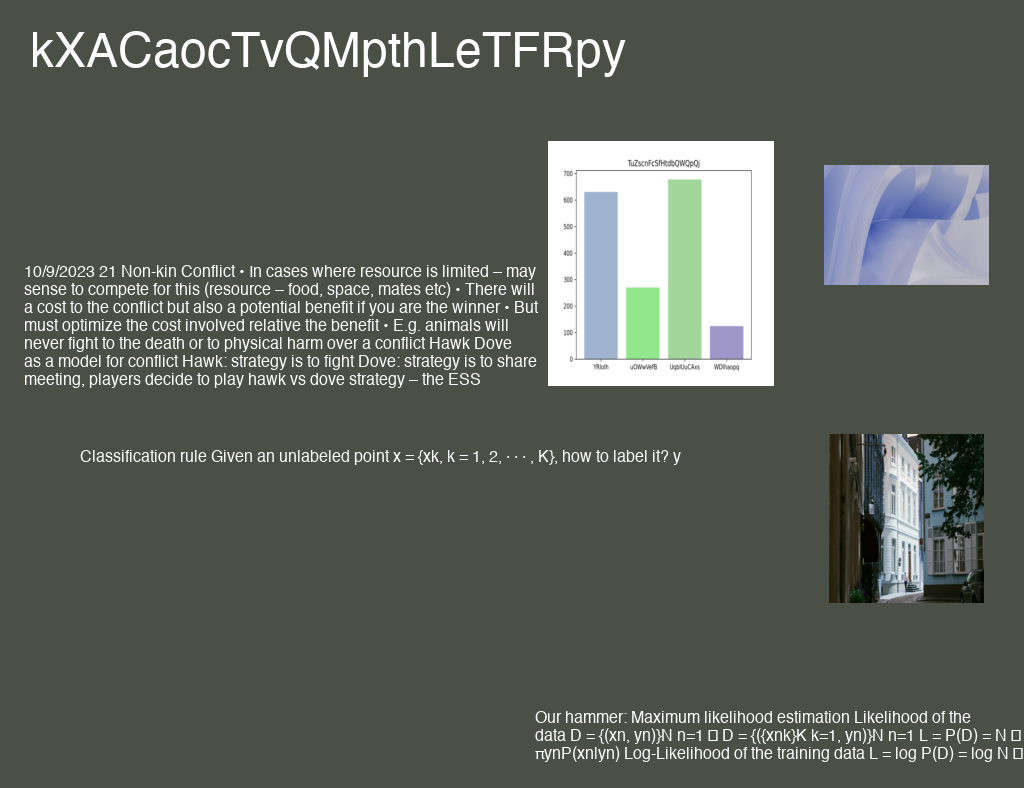 kXACaocTvQMpthLeTFRpy
TuZscnFcSfHtdbQWQpQj
700
600
500
400
300
200
100
0
YRIolh uOWwVefB UqblUuCAxs WDlhaopq
10/9/2023 21 Non-kin Conflict • In cases where resource is limited – may
sense to compete for this (resource – food, space, mates etc) • There will
a cost to the conflict but also a potential benefit if you are the winner • But
must optimize the cost involved relative the benefit • E.g. animals will
never fight to the death or to physical harm over a conflict Hawk Dove
as a model for conflict Hawk: strategy is to fight Dove: strategy is to share
meeting, players decide to play hawk vs dove strategy – the ESS
Classification rule Given an unlabeled point x = {xk, k = 1, 2, · · · , K}, how to label it? y
Our hammer: Maximum likelihood estimation Likelihood of the
data D = {(xn, yn)}N n=1 □ D = {({xnk}K k=1, yn)}N n=1 L = P(D) = N □
πynP(xn|yn) Log-Likelihood of the training data L = log P(D) = log N □